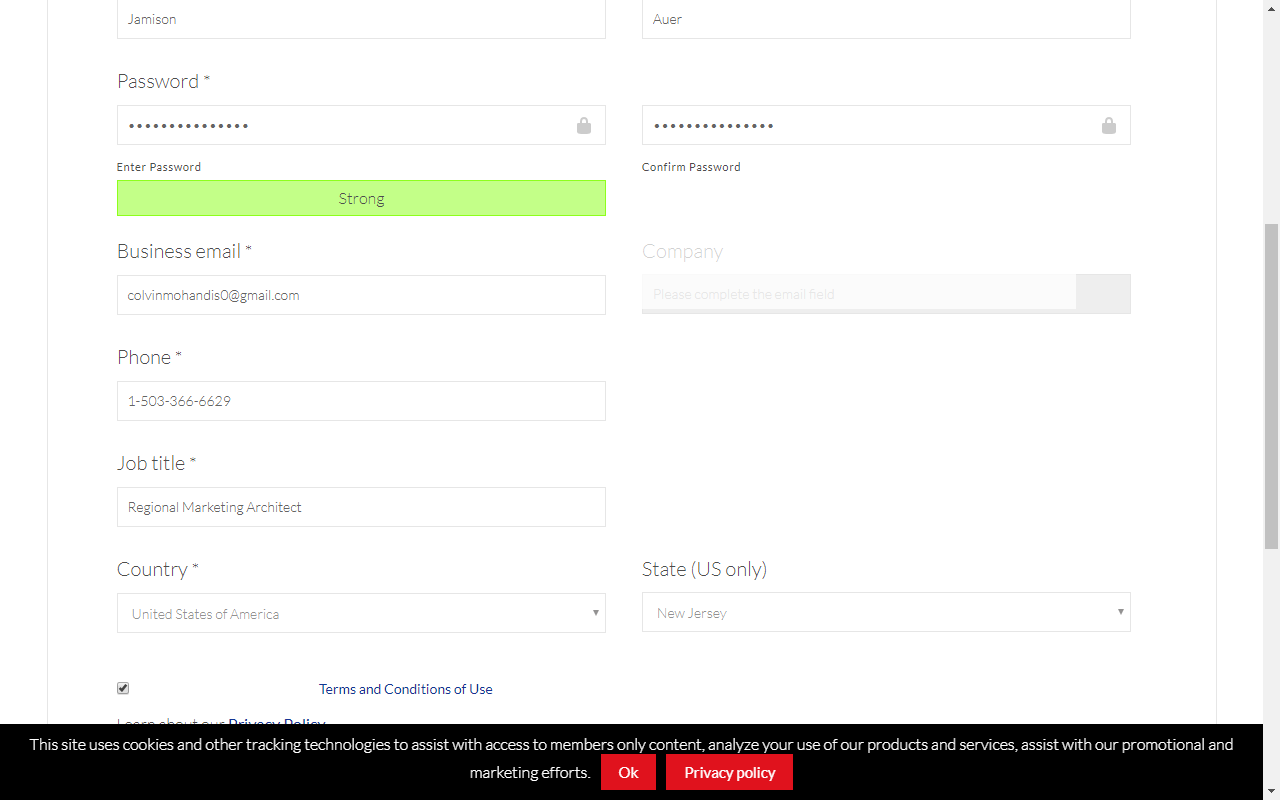 Jamison Auer
Password *
••••••••••••••• •••••••••••••••
Enter Password Confirm Password
Strong
Business email * Company
colvinmohandis0@gmail.com Please complete the email field
Phone *
1-503-366-6629
Job title *
Regional Marketing Architect
Country * State (US only)
United States of America New Jersey
Terms and Conditions of Use
Learn about our Privacy Policy
This site uses cookies and other tracking technologies to assist with access to members only content, analyze your use of our products and services, assist with our promotional and
marketing efforts. Ok Privacy policy